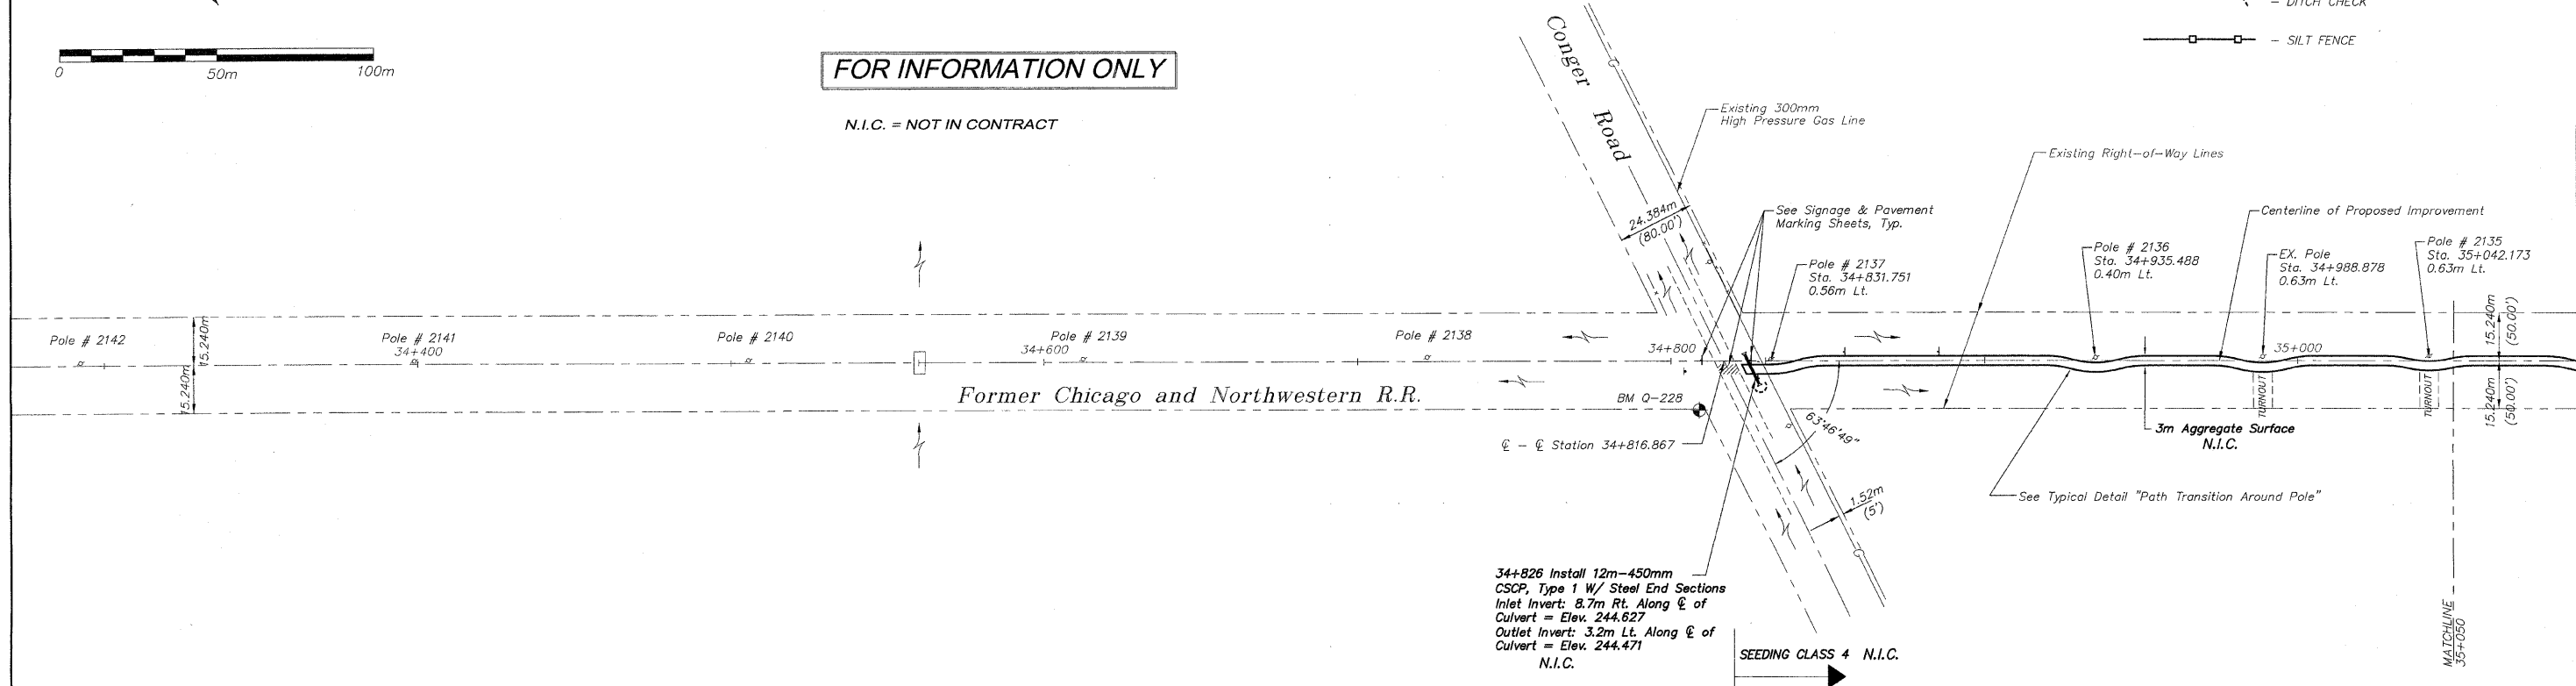 – DITCH CHECK
– SILT FENCE
0 50m 100m
FOR INFORMATION ONLY
N.I.C. = NOT IN CONTRACT
Conger Road
Existing 300mm
High Pressure Gas Line
Existing Right–of–Way Lines
24.384m
(80.00')
See Signage & Pavement
Marking Sheets, Typ.
Centerline of Proposed Improvement
Pole # 2137
Sta. 34+831.751
0.56m Lt.
Pole # 2136
Sta. 34+935.488
0.40m Lt.
EX. Pole
Sta. 34+988.878
0.63m Lt.
Pole # 2135
Sta. 35+042.173
0.63m Lt.
15.240m
(50.00')
15.240m
(50.00')
Pole # 2142
15.240m
15.240m
Pole # 2141
34+400
Pole # 2140
Pole # 2139
34+600
Pole # 2138
34+800
35+000
Former Chicago and Northwestern R.R.
BM Q–228
℄ – ℄ Station 34+816.867
63°46'49"
TURNOUT
TURNOUT
3m Aggregate Surface
N.I.C.
See Typical Detail "Path Transition Around Pole"
1.52m
(5')
34+826 Install 12m–450mm
CSCP, Type 1 W/ Steel End Sections
Inlet Invert: 8.7m Rt. Along ℄ of
Culvert = Elev. 244.627
Outlet Invert: 3.2m Lt. Along ℄ of
Culvert = Elev. 244.471
N.I.C.
SEEDING CLASS 4 N.I.C.
MATCHLINE
35+050